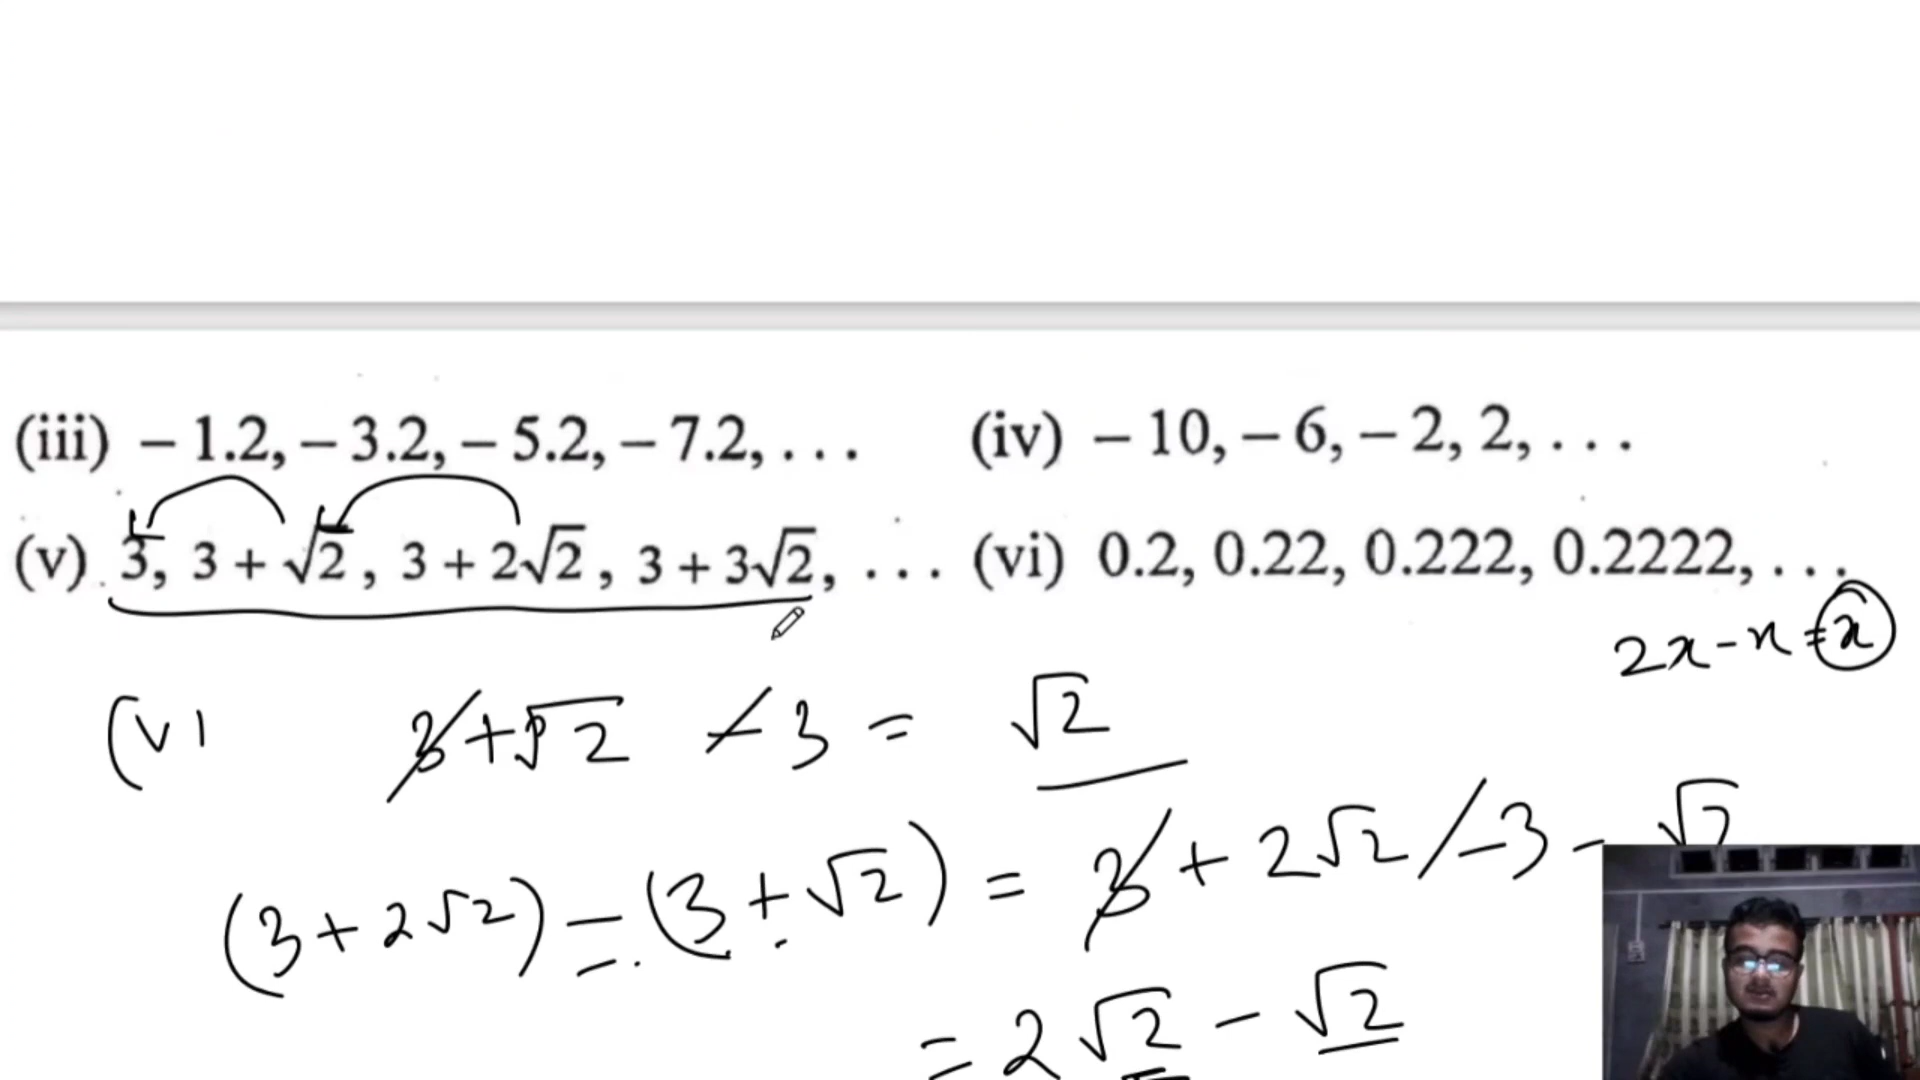 (iii) – 1.2, – 3.2, – 5.2, – 7.2, . . . (iv) – 10, – 6, – 2, 2, . . .
(v) 3, 3 + √2, 3 + 2√2, 3 + 3√2, . . . (vi) 0.2, 0.22, 0.222, 0.2222, . . .
2x - x = x
(vi 3+√2 - 3 = √2
(3+2√2) - (3+√2) = 3+2√2 - 3 - √2
= 2√2 - √2